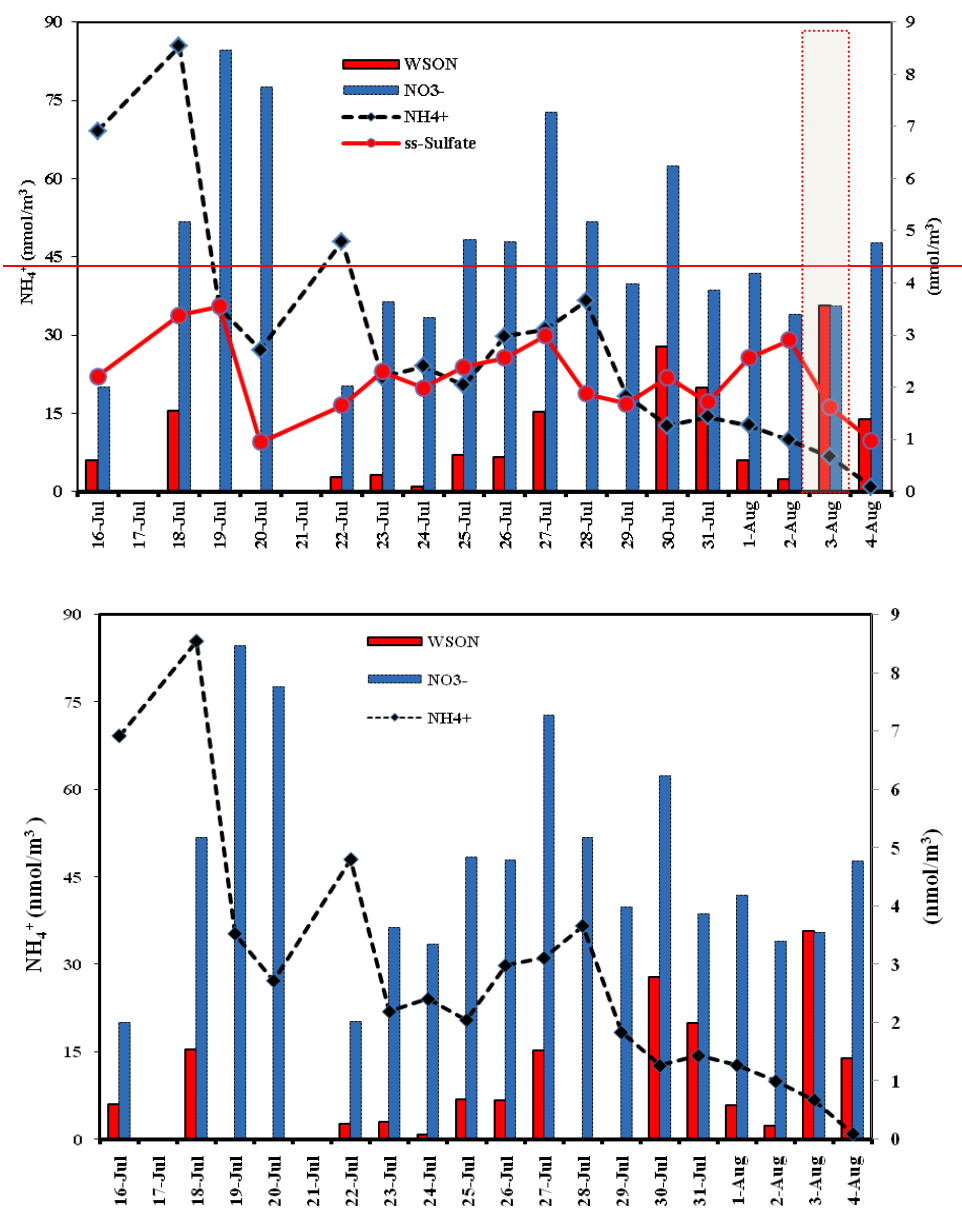 90
75
60
45
30
15
0
9
8
7
6
5
4
3
2
1
0
NH₄⁺ (nmol/m³ )
(nmol/m³)
WSON
NO3-
NH4+
ss-Sulfate
16-Jul
17-Jul
18-Jul
19-Jul
20-Jul
21-Jul
22-Jul
23-Jul
24-Jul
25-Jul
26-Jul
27-Jul
28-Jul
29-Jul
30-Jul
31-Jul
1-Aug
2-Aug
3-Aug
4-Aug
90
75
60
45
30
15
0
9
8
7
6
5
4
3
2
1
0
NH₄⁺ (nmol/m³ )
(nmol/m³)
WSON
NO3-
NH4+
16-Jul
17-Jul
18-Jul
19-Jul
20-Jul
21-Jul
22-Jul
23-Jul
24-Jul
25-Jul
26-Jul
27-Jul
28-Jul
29-Jul
30-Jul
31-Jul
1-Aug
2-Aug
3-Aug
4-Aug